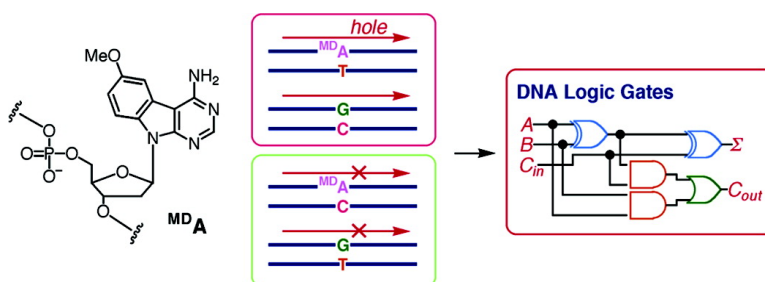 MeO
NH₂
N
N
N
O
O=P-O
O⁻
O
O
ᴹᴰA
hole
ᴹᴰA
T
G
C
ᴹᴰA
C
G
T
DNA Logic Gates
A
B
Cin
Σ
Cout